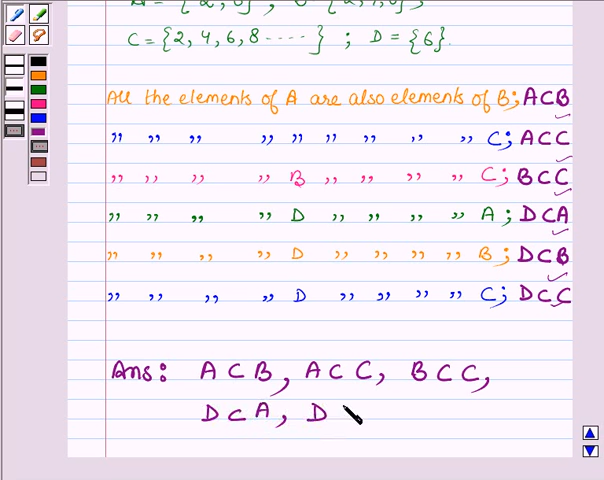 C = {2, 4, 6, 8 ----} ; D = {6}.
All the elements of A are also elements of B; A⊂B
,, ,, ,, ,, ,, ,, ,, ,, ,, C; A⊂C
,, ,, ,, ,, B ,, ,, ,, ,, C; B⊂C
,, ,, ,, ,, D ,, ,, ,, ,, A; D⊂A
,, ,, ,, ,, D ,, ,, ,, ,, B; D⊂B
,, ,, ,, ,, D ,, ,, ,, ,, C; D⊂C
Ans: A⊂B, A⊂C, B⊂C,
D⊂A, D